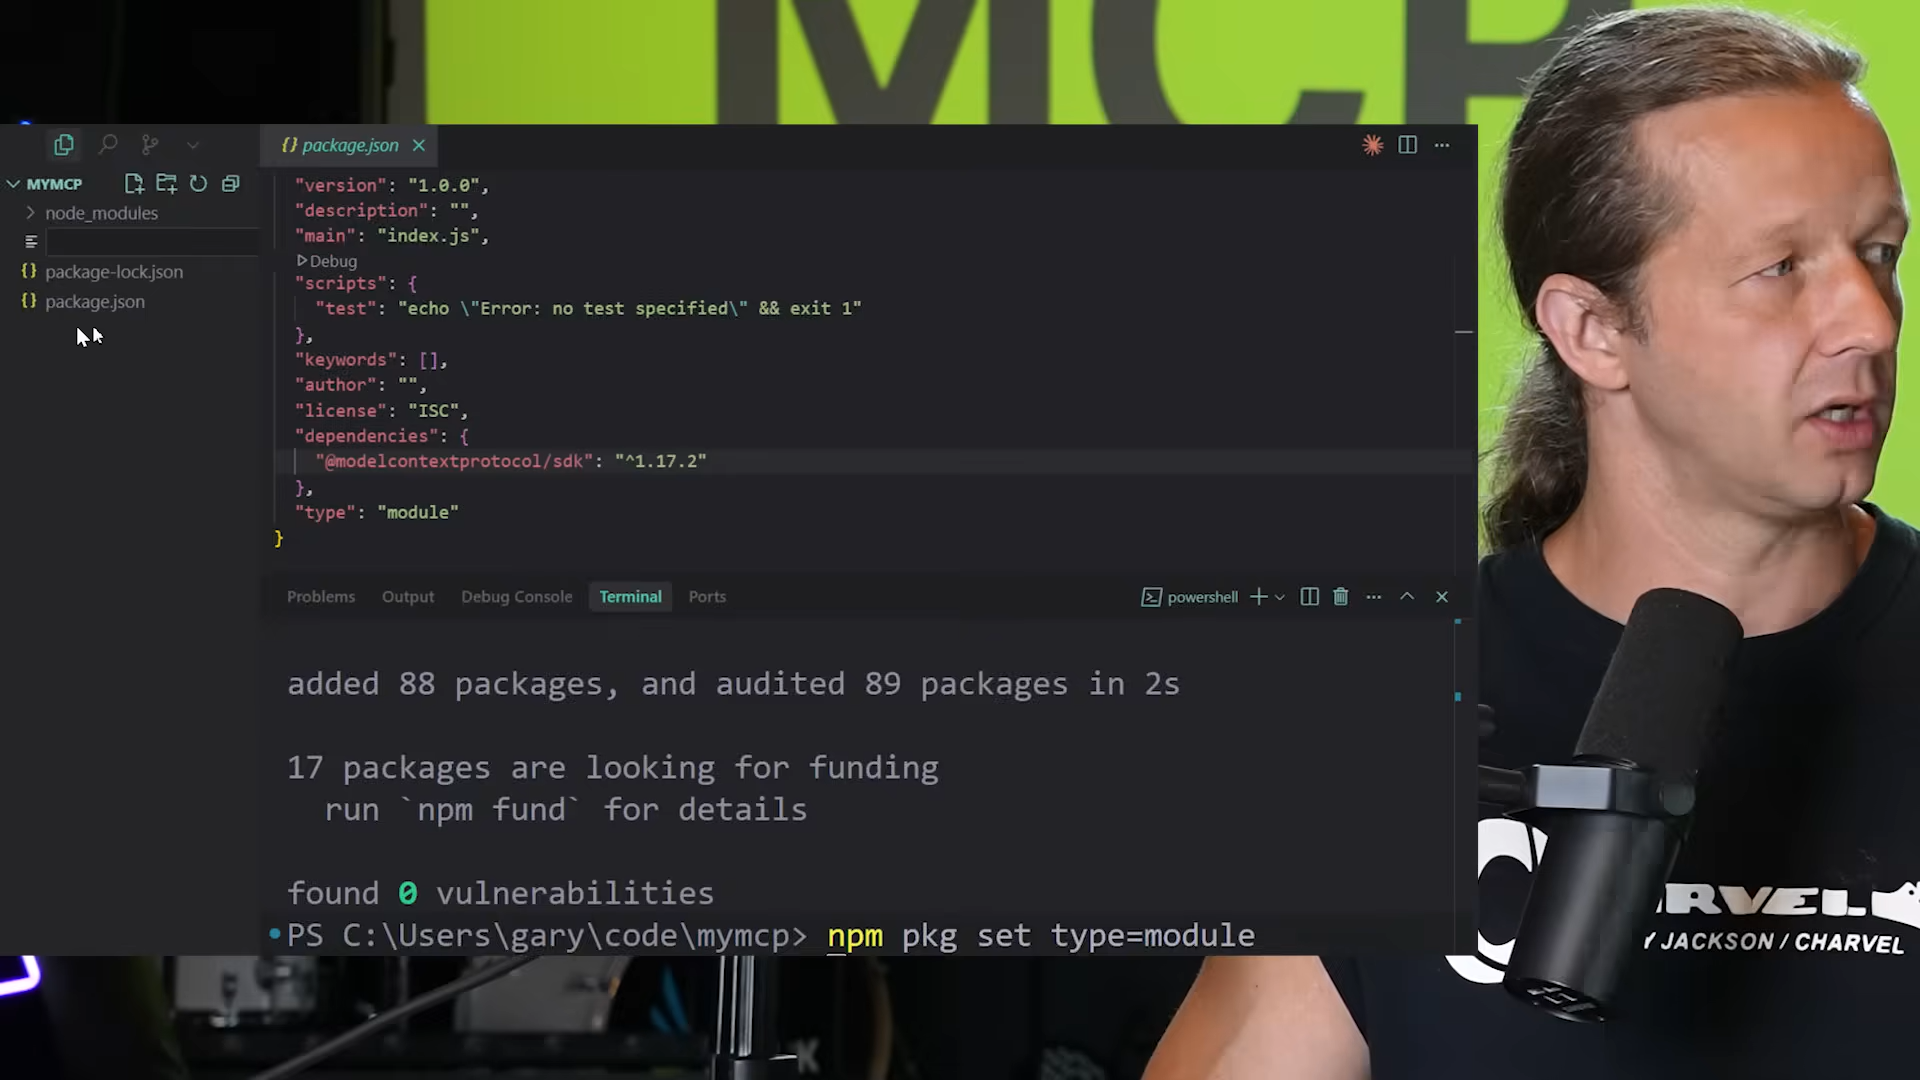 MCP
package.json
MYMCP
node_modules
package-lock.json
package.json
"version": "1.0.0",
"description": "",
"main": "index.js",
Debug
"scripts": {
"test": "echo \"Error: no test specified\" && exit 1"
},
"keywords": [],
"author": "",
"license": "ISC",
"dependencies": {
"@modelcontextprotocol/sdk": "^1.17.2"
},
"type": "module"
}
Problems Output Debug Console Terminal Ports
powershell
added 88 packages, and audited 89 packages in 2s
17 packages are looking for funding
run `npm fund` for details
found 0 vulnerabilities
PS C:\Users\gary\code\mymcp> npm pkg set type=module
RVEL
Y JACKSON / CHARVEL